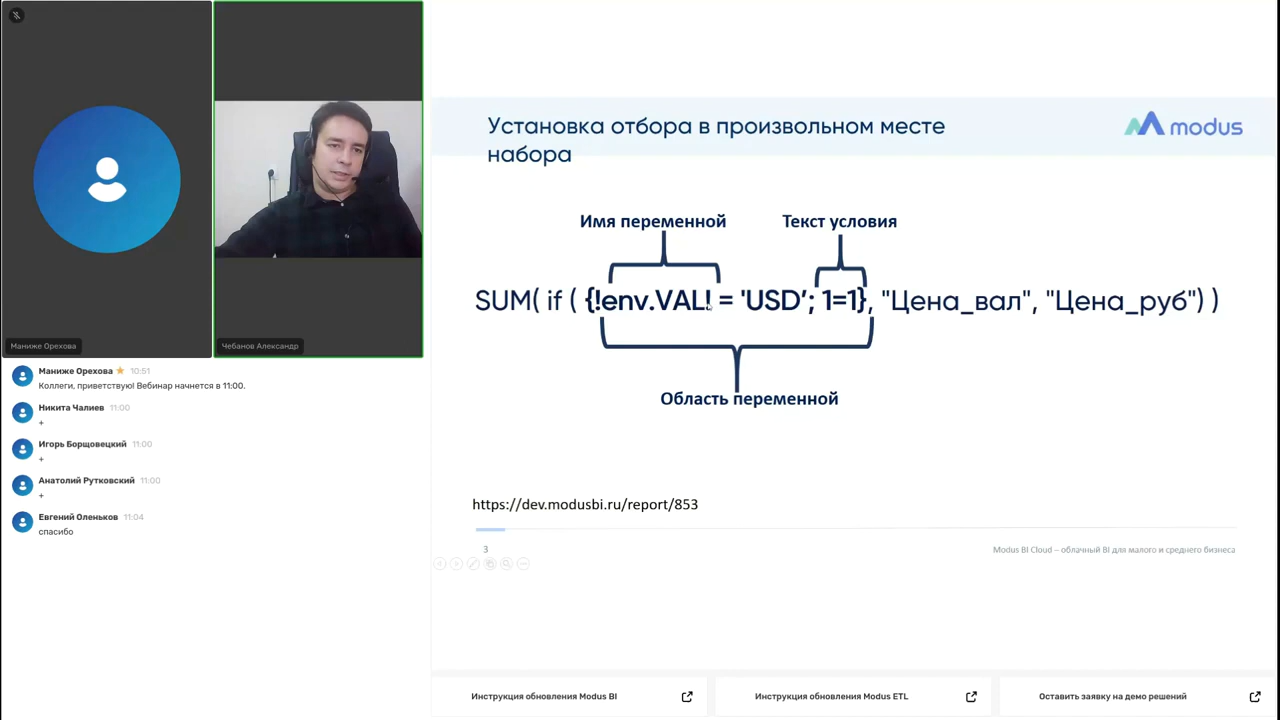 Маниже Орехова
Чебанов Александр
Маниже Орехова 10:51
Коллеги, приветствую! Вебинар начнется в 11:00.
Никита Чалиев 11:00
+
Игорь Борщовецкий 11:00
+
Анатолий Рутковский 11:00
+
Евгений Оленьков 11:04
спасибо
Установка отбора в произвольном месте
набора
modus
Имя переменной
Текст условия
SUM( if ( {!env.VAL! = 'USD’; 1=1}, "Цена_вал", "Цена_руб") )
Область переменной
https://dev.modusbi.ru/report/853
3
Modus BI Cloud – облачный BI для малого и среднего бизнеса
Инструкция обновления Modus BI
Инструкция обновления Modus ETL
Оставить заявку на демо решений